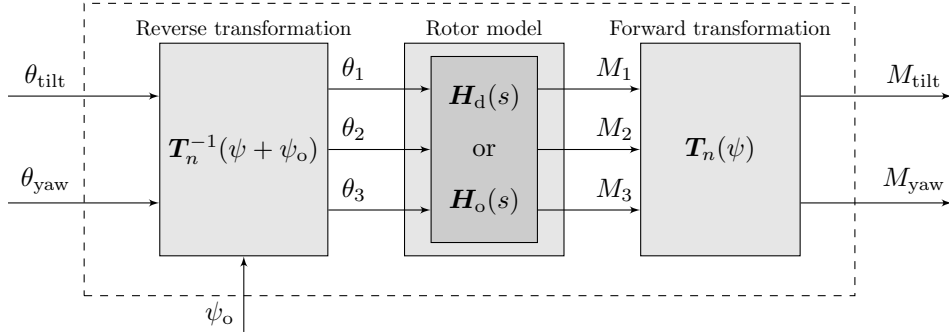 Reverse transformation Rotor model Forward transformation
θ_tilt θ_1 M_1 M_tilt
H_d(s)
T_n^{-1}(ψ + ψ_o) θ_2 or M_2 T_n(ψ)
θ_yaw θ_3 H_o(s) M_3 M_yaw
ψ_o